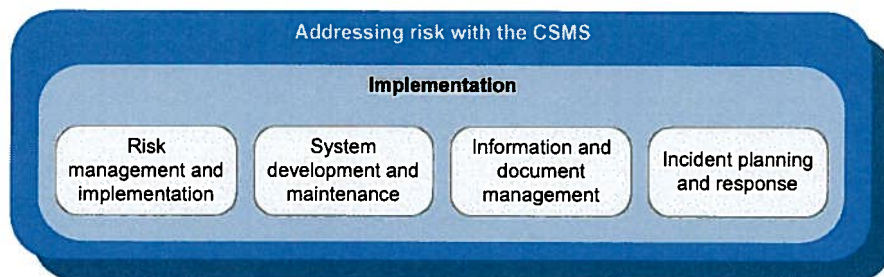 Addressing risk with the CSMS
Implementation
Risk
management and
implementation
System
development and
maintenance
Information and
document
management
Incident planning
and response